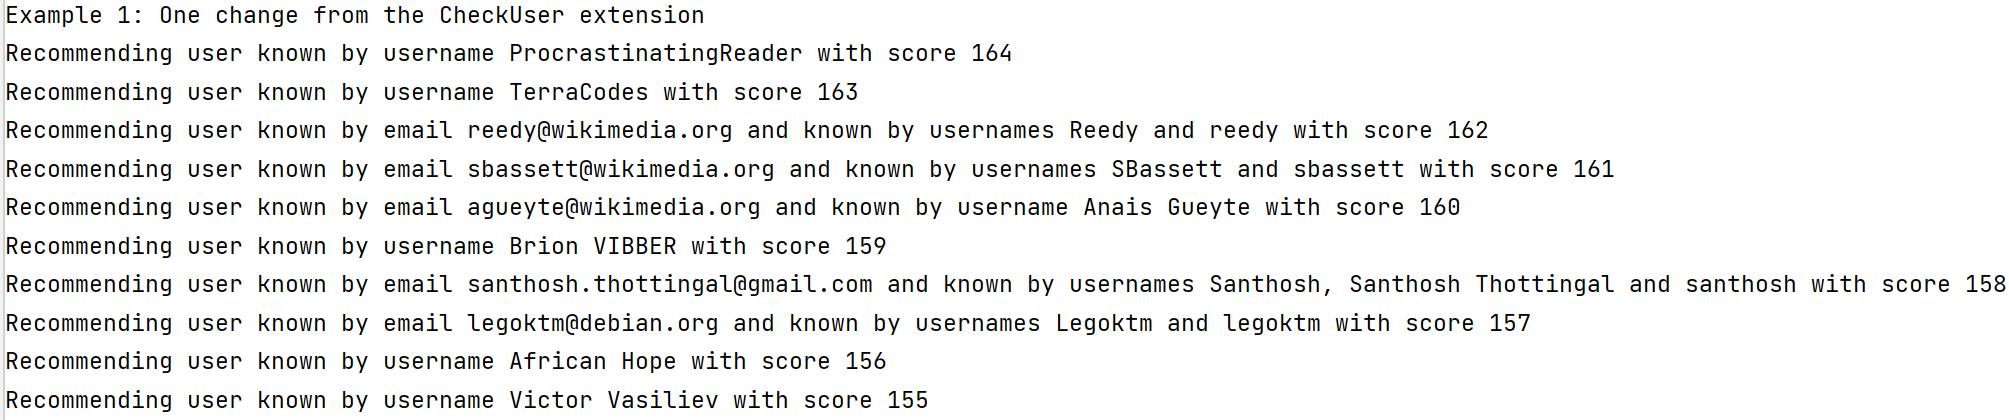 Example 1: One change from the CheckUser extension
Recommending user known by username ProcrastinatingReader with score 164
Recommending user known by username TerraCodes with score 163
Recommending user known by email reedy@wikimedia.org and known by usernames Reedy and reedy with score 162
Recommending user known by email sbassett@wikimedia.org and known by usernames SBassett and sbassett with score 161
Recommending user known by email agueyte@wikimedia.org and known by username Anais Gueyte with score 160
Recommending user known by username Brion VIBBER with score 159
Recommending user known by email santhosh.thottingal@gmail.com and known by usernames Santhosh, Santhosh Thottingal and santhosh with score 158
Recommending user known by email legoktm@debian.org and known by usernames Legoktm and legoktm with score 157
Recommending user known by username African Hope with score 156
Recommending user known by username Victor Vasiliev with score 155